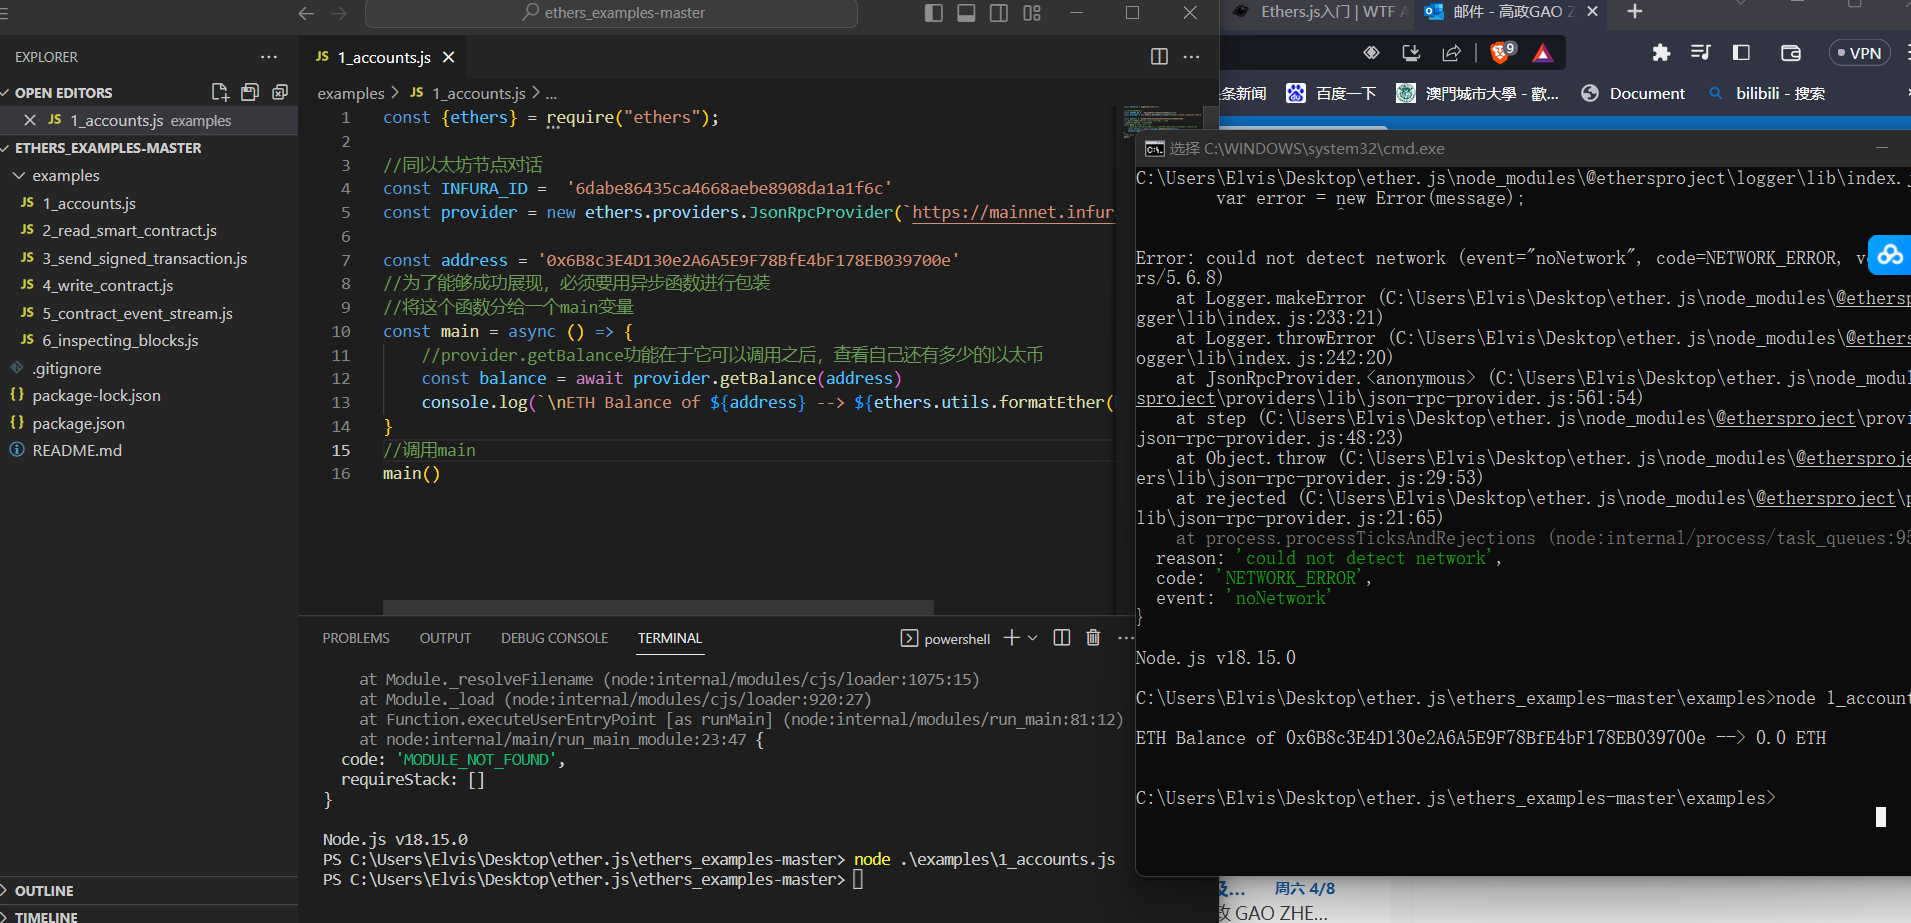 ethers_examples-master
EXPLORER
OPEN EDITORS
JS 1_accounts.js examples
ETHERS_EXAMPLES-MASTER
examples
JS 1_accounts.js
JS 2_read_smart_contract.js
JS 3_send_signed_transaction.js
JS 4_write_contract.js
JS 5_contract_event_stream.js
JS 6_inspecting_blocks.js
.gitignore
{} package-lock.json
{} package.json
README.md
OUTLINE
TIMELINE
JS 1_accounts.js
examples > JS 1_accounts.js > ...
1 const {ethers} = require("ethers");
2
3 //同以太坊节点对话
4 const INFURA_ID =  '6dabe86435ca4668aebe8908da1a1f6c'
5 const provider = new ethers.providers.JsonRpcProvider(`https://mainnet.infur
6
7 const address = '0x6B8c3E4D130e2A6A5E9F78BfE4bF178EB039700e'
8 //为了能够成功展现，必须要用异步函数进行包装
9 //将这个函数分给一个main变量
10 const main = async () => {
11     //provider.getBalance功能在于它可以调用之后，查看自己还有多少的以太币
12     const balance = await provider.getBalance(address)
13     console.log(`\nETH Balance of ${address} --> ${ethers.utils.formatEther(
14 }
15 //调用main
16 main()
PROBLEMS OUTPUT DEBUG CONSOLE TERMINAL
powershell
at Module._resolveFilename (node:internal/modules/cjs/loader:1075:15)
at Module._load (node:internal/modules/cjs/loader:920:27)
at Function.executeUserEntryPoint [as runMain] (node:internal/modules/run_main:81:12)
at node:internal/main/run_main_module:23:47 {
code: 'MODULE_NOT_FOUND',
requireStack: []
}
Node.js v18.15.0
PS C:\Users\Elvis\Desktop\ether.js\ethers_examples-master> node .\examples\1_accounts.js
PS C:\Users\Elvis\Desktop\ether.js\ethers_examples-master>
Ethers.js入门 | WTF A
邮件 - 高政GAO Z
9
VPN
条新闻 百度一下 澳門城市大學 - 歡... Document bilibili - 搜索
选择 C:\WINDOWS\system32\cmd.exe
C:\Users\Elvis\Desktop\ether.js\node_modules\@ethersproject\logger\lib\index.j
var error = new Error(message);
^
Error: could not detect network (event="noNetwork", code=NETWORK_ERROR, v
rs/5.6.8)
at Logger.makeError (C:\Users\Elvis\Desktop\ether.js\node_modules\@ethersp
gger\lib\index.js:233:21)
at Logger.throwError (C:\Users\Elvis\Desktop\ether.js\node_modules\@ethers
ogger\lib\index.js:242:20)
at JsonRpcProvider.<anonymous> (C:\Users\Elvis\Desktop\ether.js\node_modul
sproject\providers\lib\json-rpc-provider.js:561:54)
at step (C:\Users\Elvis\Desktop\ether.js\node_modules\@ethersproject\provi
json-rpc-provider.js:48:23)
at Object.throw (C:\Users\Elvis\Desktop\ether.js\node_modules\@ethersproje
ers\lib\json-rpc-provider.js:29:53)
at rejected (C:\Users\Elvis\Desktop\ether.js\node_modules\@ethersproject\p
lib\json-rpc-provider.js:21:65)
at process.processTicksAndRejections (node:internal/process/task_queues:95
reason: 'could not detect network',
code: 'NETWORK_ERROR',
event: 'noNetwork'
}
Node.js v18.15.0
C:\Users\Elvis\Desktop\ether.js\ethers_examples-master\examples>node 1_account
ETH Balance of 0x6B8c3E4D130e2A6A5E9F78BfE4bF178EB039700e --> 0.0 ETH
C:\Users\Elvis\Desktop\ether.js\ethers_examples-master\examples>
周六 4/8
GAO ZHE...